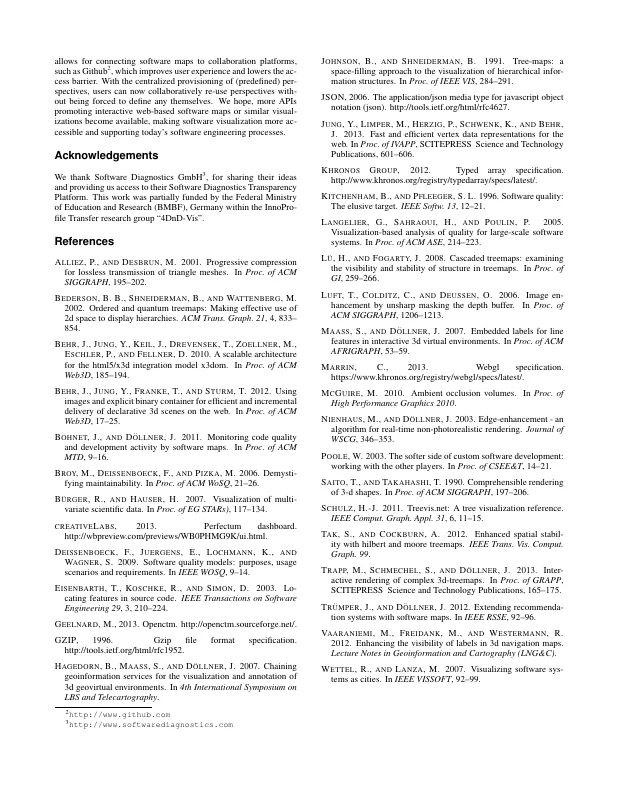 allows for connecting software maps to collaboration platforms,
such as Github2, which improves user experience and lowers the ac-
cess barrier. With the centralized provisioning of (predefined) per-
spectives, users can now collaboratively re-use perspectives with-
out being forced to define any themselves. We hope, more APIs
promoting interactive web-based software maps or similar visual-
izations become available, making software visualization more ac-
cessible and supporting today's software engineering processes.
Acknowledgements
We thank Software Diagnostics GmbH3, for sharing their ideas
and providing us access to their Software Diagnostics Transparency
Platform. This work was partially funded by the Federal Ministry
of Education and Research (BMBF), Germany within the InnoPro-
file Transfer research group "4DnD-Vis".
References
ALLIEZ, P., AND DESBRUN, M. 2001. Progressive compression
for lossless transmission of triangle meshes. In Proc. of ACM
SIGGRAPH, 195–202.
BEDERSON, B. B., SHNEIDERMAN, B., AND WATTENBERG, M.
2002. Ordered and quantum treemaps: Making effective use of
2d space to display hierarchies. ACM Trans. Graph. 21, 4, 833–
854.
BEHR, J., JUNG, Y., KEIL, J., DREVENSEK, T., ZOELLNER, M.,
ESCHLER, P., AND FELLNER, D. 2010. A scalable architecture
for the html5/x3d integration model x3dom. In Proc. of ACM
Web3D, 185–194.
BEHR, J., JUNG, Y., FRANKE, T., AND STURM, T. 2012. Using
images and explicit binary container for efficient and incremental
delivery of declarative 3d scenes on the web. In Proc. of ACM
Web3D, 17–25.
BOHNET, J., AND DÖLLNER, J. 2011. Monitoring code quality
and development activity by software maps. In Proc. of ACM
MTD, 9–16.
BROY, M., DEISSENBOECK, F., AND PIZKA, M. 2006. Demysti-
fying maintainability. In Proc. of ACM WoSQ, 21–26.
BÜRGER, R., AND HAUSER, H. 2007. Visualization of multi-
variate scientific data. In Proc. of EG STARs), 117–134.
CREATIVELABS, 2013. Perfectum dashboard.
http://wbpreview.com/previews/WB0PHMG9K/ui.html.
DEISSENBOECK, F., JUERGENS, E., LOCHMANN, K., AND
WAGNER, S. 2009. Software quality models: purposes, usage
scenarios and requirements. In IEEE WOSQ, 9–14.
EISENBARTH, T., KOSCHKE, R., AND SIMON, D. 2003. Lo-
cating features in source code. IEEE Transactions on Software
Engineering 29, 3, 210–224.
GEELNARD, M., 2013. Openctm. http://openctm.sourceforge.net/.
GZIP, 1996. Gzip file format specification.
http://tools.ietf.org/html/rfc1952.
HAGEDORN, B., MAASS, S., AND DÖLLNER, J. 2007. Chaining
geoinformation services for the visualization and annotation of
3d geovirtual environments. In 4th International Symposium on
LBS and Telecartography.
2http://www.github.com
3http://www.softwarediagnostics.com
JOHNSON, B., AND SHNEIDERMAN, B. 1991. Tree-maps: a
space-filling approach to the visualization of hierarchical infor-
mation structures. In Proc. of IEEE VIS, 284–291.
JSON, 2006. The application/json media type for javascript object
notation (json). http://tools.ietf.org/html/rfc4627.
JUNG, Y., LIMPER, M., HERZIG, P., SCHWENK, K., AND BEHR,
J. 2013. Fast and efficient vertex data representations for the
web. In Proc. of IVAPP, SCITEPRESS Science and Technology
Publications, 601–606.
KHRONOS GROUP, 2012. Typed array specification.
http://www.khronos.org/registry/typedarray/specs/latest/.
KITCHENHAM, B., AND PFLEEGER, S. L. 1996. Software quality:
The elusive target. IEEE Softw. 13, 12–21.
LANGELIER, G., SAHRAOUI, H., AND POULIN, P. 2005.
Visualization-based analysis of quality for large-scale software
systems. In Proc. of ACM ASE, 214–223.
LÜ, H., AND FOGARTY, J. 2008. Cascaded treemaps: examining
the visibility and stability of structure in treemaps. In Proc. of
GI, 259–266.
LUFT, T., COLDITZ, C., AND DEUSSEN, O. 2006. Image en-
hancement by unsharp masking the depth buffer. In Proc. of
ACM SIGGRAPH, 1206–1213.
MAASS, S., AND DÖLLNER, J. 2007. Embedded labels for line
features in interactive 3d virtual environments. In Proc. of ACM
AFRIGRAPH, 53–59.
MARRIN, C., 2013. Webgl specification.
https://www.khronos.org/registry/webgl/specs/latest/.
MCGUIRE, M. 2010. Ambient occlusion volumes. In Proc. of
High Performance Graphics 2010.
NIENHAUS, M., AND DÖLLNER, J. 2003. Edge-enhancement - an
algorithm for real-time non-photorealistic rendering. Journal of
WSCG, 346–353.
POOLE, W. 2003. The softer side of custom software development:
working with the other players. In Proc. of CSEE&T, 14–21.
SAITO, T., AND TAKAHASHI, T. 1990. Comprehensible rendering
of 3-d shapes. In Proc. of ACM SIGGRAPH, 197–206.
SCHULZ, H.-J. 2011. Treevis.net: A tree visualization reference.
IEEE Comput. Graph. Appl. 31, 6, 11–15.
TAK, S., AND COCKBURN, A. 2012. Enhanced spatial stabil-
ity with hilbert and moore treemaps. IEEE Trans. Vis. Comput.
Graph. 99.
TRAPP, M., SCHMECHEL, S., AND DÖLLNER, J. 2013. Inter-
active rendering of complex 3d-treemaps. In Proc. of GRAPP,
SCITEPRESS Science and Technology Publications, 165–175.
TRÜMPER, J., AND DÖLLNER, J. 2012. Extending recommenda-
tion systems with software maps. In IEEE RSSE, 92–96.
VAARANIEMI, M., FREIDANK, M., AND WESTERMANN, R.
2012. Enhancing the visibility of labels in 3d navigation maps.
Lecture Notes in Geoinformation and Cartography (LNG&C).
WETTEL, R., AND LANZA, M. 2007. Visualizing software sys-
tems as cities. In IEEE VISSOFT, 92–99.